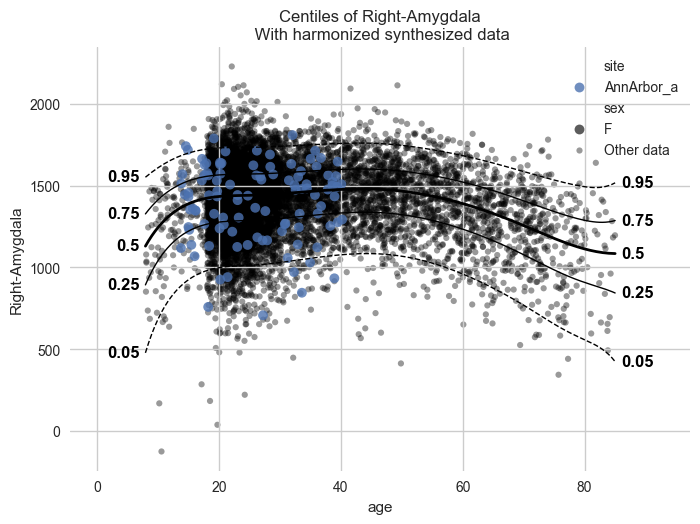 Centiles of Right-Amygdala
With harmonized synthesized data
site
AnnArbor_a
sex
F
Other data
2000
1500
1000
500
0
Right-Amygdala
0.95
0.75
0.5
0.25
0.05
0.95
0.75
0.5
0.25
0.05
0
20
40
60
80
age